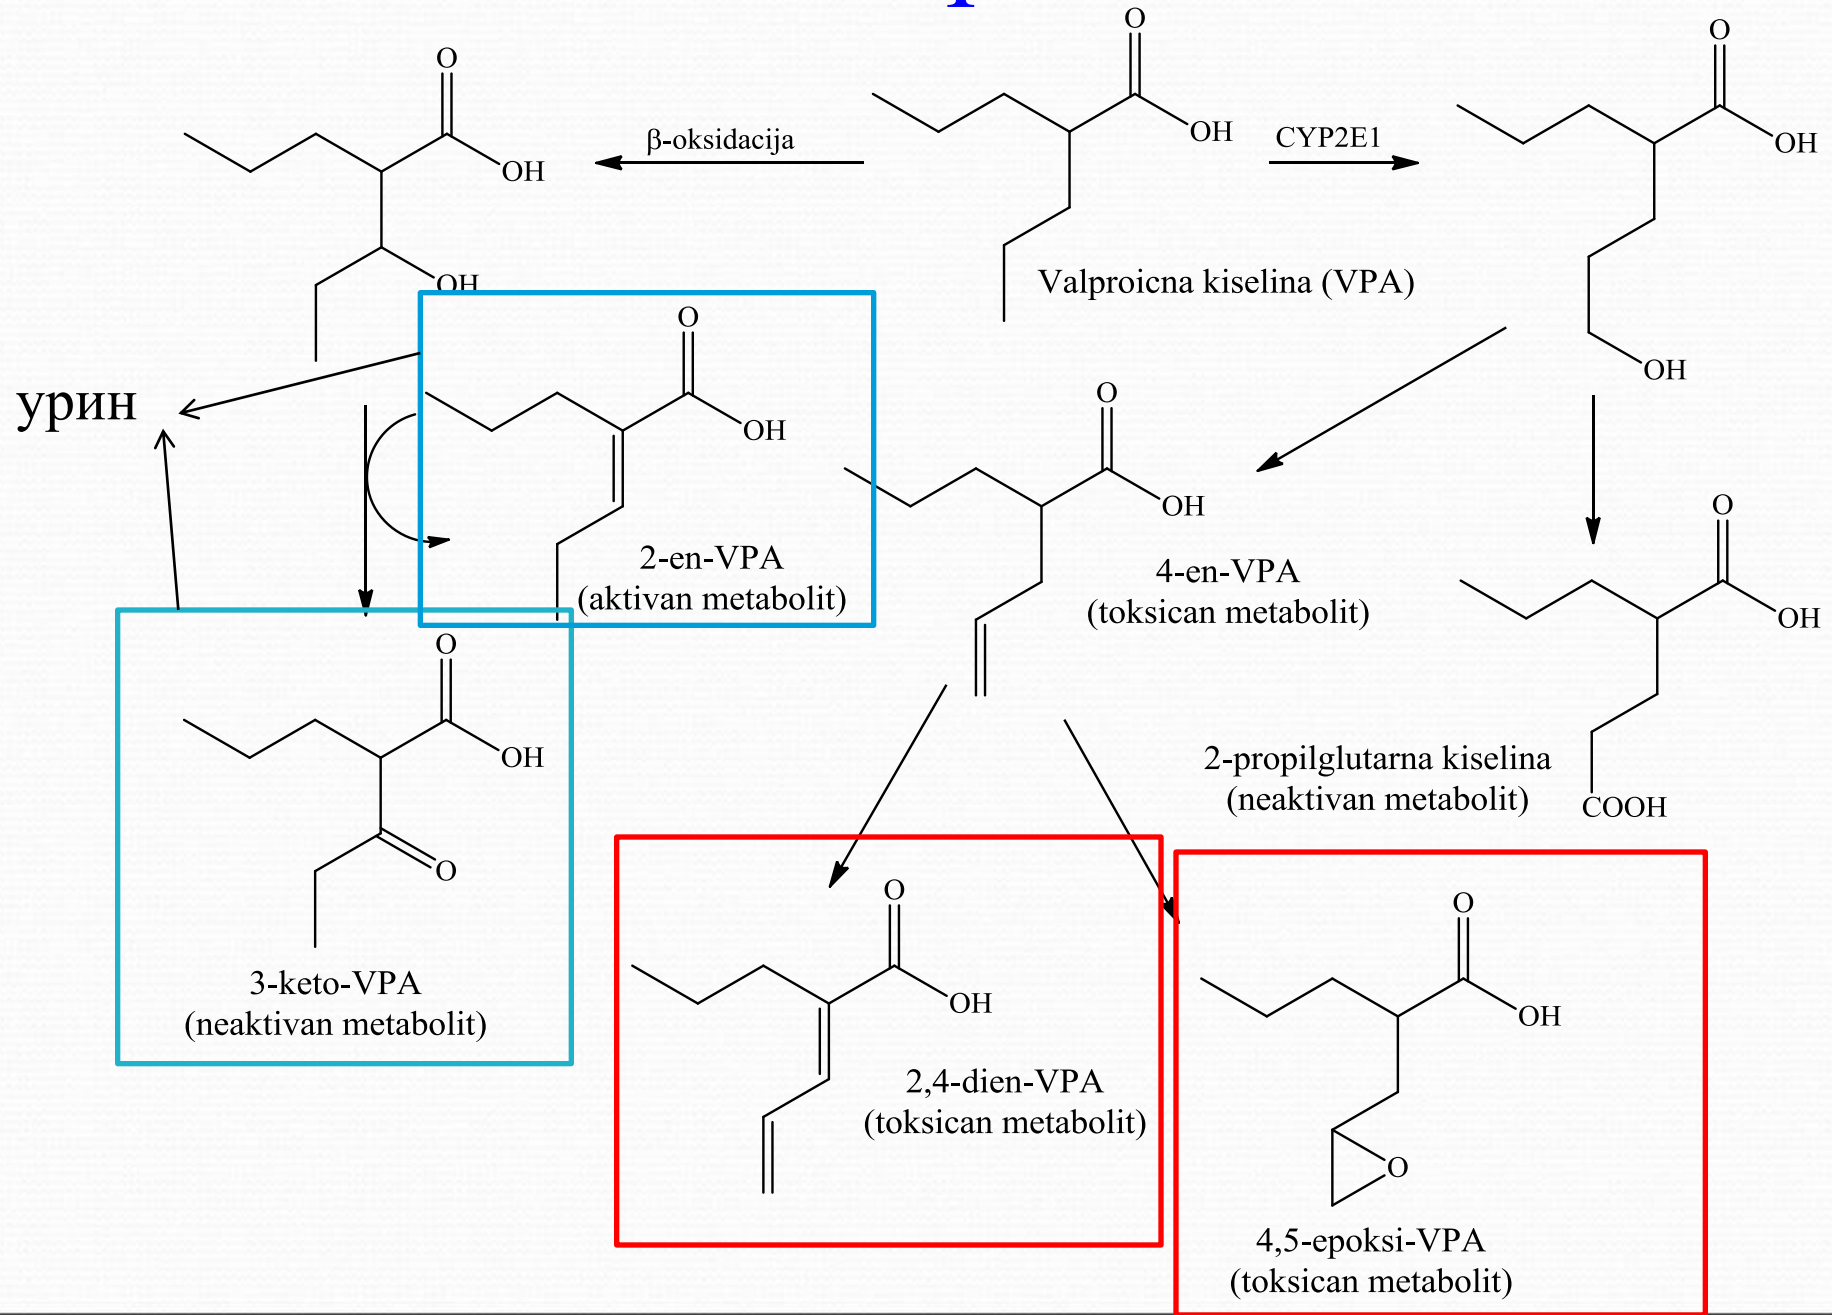 O
OH
β-oksidacija
O
OH
CYP2E1
O
OH
OH
Valproicna kiselina (VPA)
OH
урин
O
OH
2-en-VPA
(aktivan metabolit)
O
OH
4-en-VPA
(toksican metabolit)
O
OH
2-propilglutarna kiselina
(neaktivan metabolit)
COOH
O
OH
O
3-keto-VPA
(neaktivan metabolit)
O
OH
2,4-dien-VPA
(toksican metabolit)
O
OH
O
4,5-epoksi-VPA
(toksican metabolit)